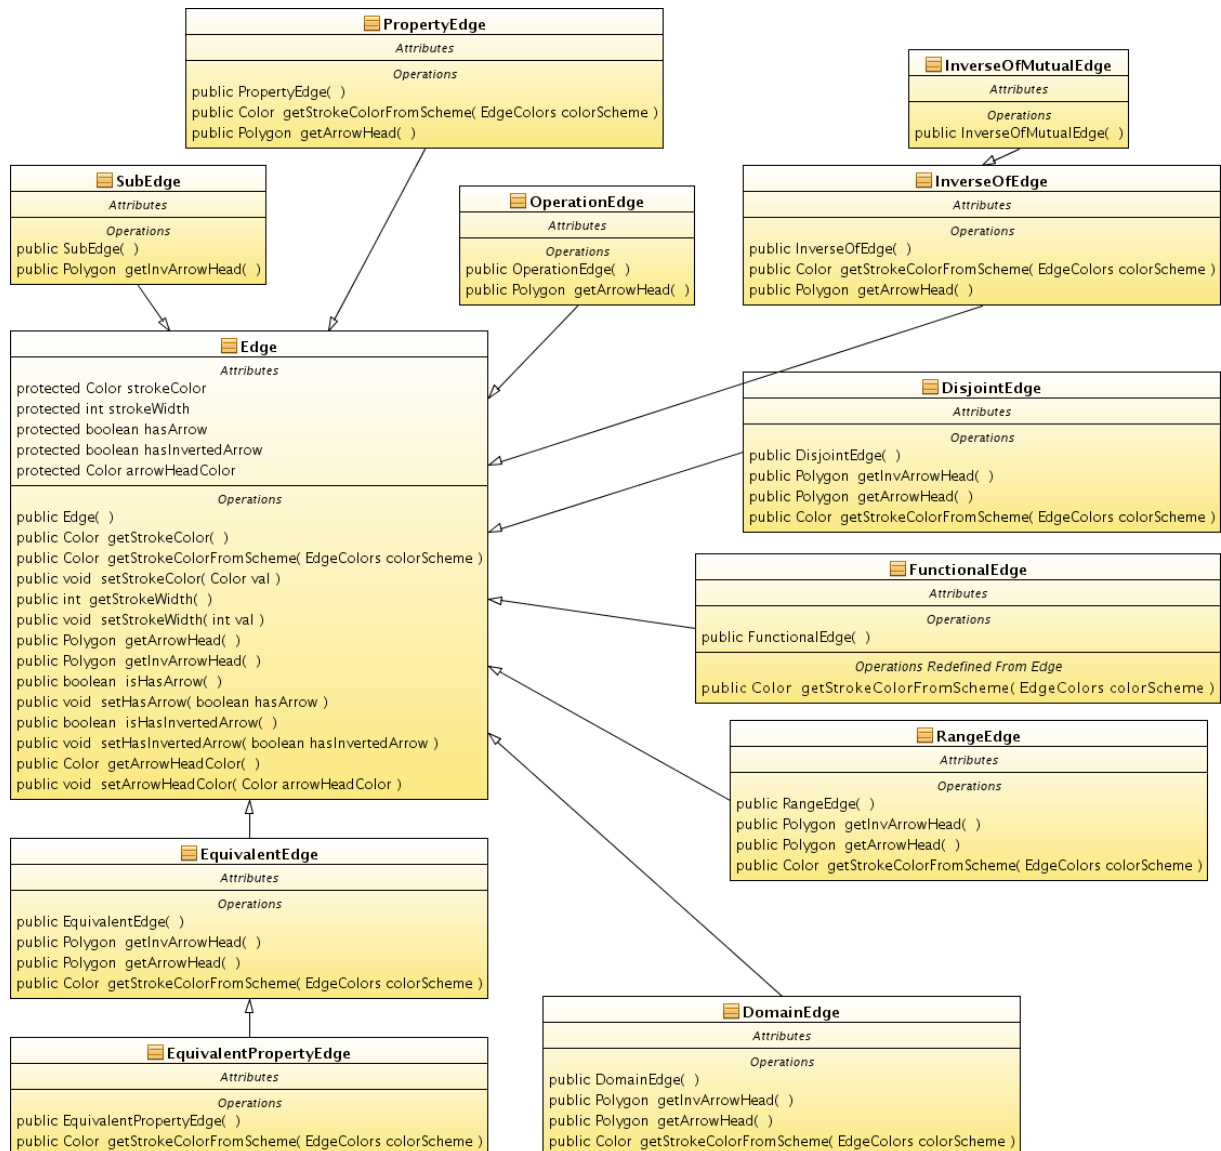 PropertyEdge
Attributes
Operations
public PropertyEdge( )
public Color getStrokeColorFromScheme( EdgeColors colorScheme )
public Polygon getArrowHead( )
InverseOfMutualEdge
Attributes
Operations
public InverseOfMutualEdge( )
SubEdge
Attributes
Operations
public SubEdge( )
public Polygon getInvArrowHead( )
OperationEdge
Attributes
Operations
public OperationEdge( )
public Polygon getArrowHead( )
InverseOfEdge
Attributes
Operations
public InverseOfEdge( )
public Color getStrokeColorFromScheme( EdgeColors colorScheme )
public Polygon getArrowHead( )
Edge
Attributes
protected Color strokeColor
protected int strokeWidth
protected boolean hasArrow
protected boolean hasInvertedArrow
protected Color arrowHeadColor
Operations
public Edge( )
public Color getStrokeColor( )
public Color getStrokeColorFromScheme( EdgeColors colorScheme )
public void setStrokeColor( Color val )
public int getStrokeWidth( )
public void setStrokeWidth( int val )
public Polygon getArrowHead( )
public Polygon getInvArrowHead( )
public boolean isHasArrow( )
public void setHasArrow( boolean hasArrow )
public boolean isHasInvertedArrow( )
public void setHasInvertedArrow( boolean hasInvertedArrow )
public Color getArrowHeadColor( )
public void setArrowHeadColor( Color arrowHeadColor )
DisjointEdge
Attributes
Operations
public DisjointEdge( )
public Polygon getInvArrowHead( )
public Polygon getArrowHead( )
public Color getStrokeColorFromScheme( EdgeColors colorScheme )
FunctionalEdge
Attributes
Operations
public FunctionalEdge( )
Operations Redefined From Edge
public Color getStrokeColorFromScheme( EdgeColors colorScheme )
RangeEdge
Attributes
Operations
public RangeEdge( )
public Polygon getInvArrowHead( )
public Polygon getArrowHead( )
public Color getStrokeColorFromScheme( EdgeColors colorScheme )
EquivalentEdge
Attributes
Operations
public EquivalentEdge( )
public Polygon getInvArrowHead( )
public Polygon getArrowHead( )
public Color getStrokeColorFromScheme( EdgeColors colorScheme )
EquivalentPropertyEdge
Attributes
Operations
public EquivalentPropertyEdge( )
public Color getStrokeColorFromScheme( EdgeColors colorScheme )
DomainEdge
Attributes
Operations
public DomainEdge( )
public Polygon getInvArrowHead( )
public Polygon getArrowHead( )
public Color getStrokeColorFromScheme( EdgeColors colorScheme )